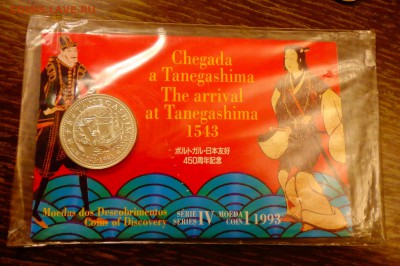 Chegada
a Tanegashima
The arrival
at Tanegashima
1543
ポルトガル・日本友好
450周年記念
Moedas dos Descobrimentos
Coins of Discovery
SÉRIE
SERIES IV
MOEDA
COIN 1 1993